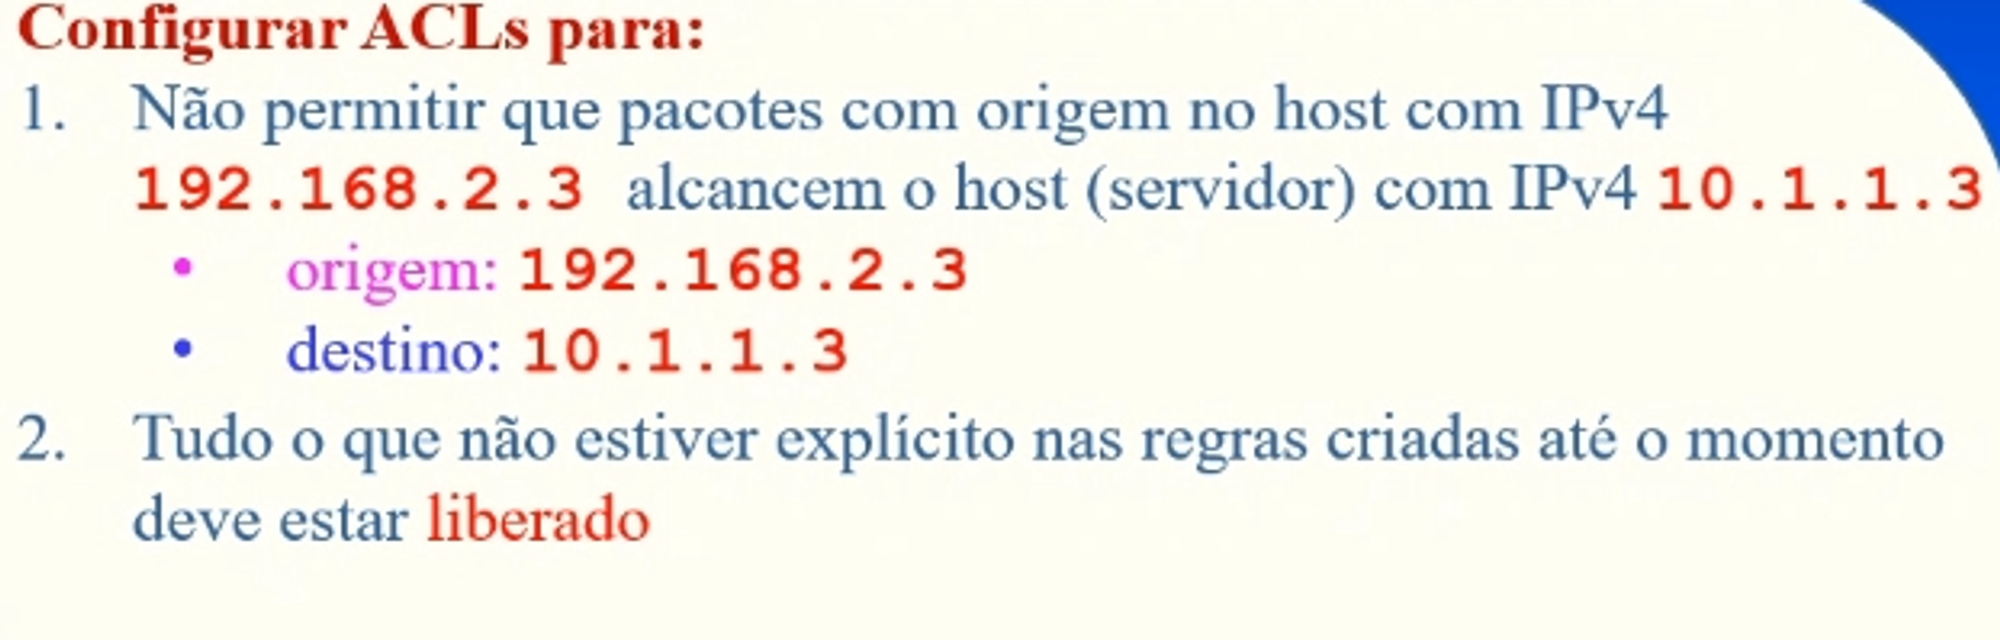 Configurar ACLs para:
1. Não permitir que pacotes com origem no host com IPv4
192.168.2.3 alcancem o host (servidor) com IPv4 10.1.1.3
• origem: 192.168.2.3
• destino: 10.1.1.3
2. Tudo o que não estiver explícito nas regras criadas até o momento
deve estar liberado